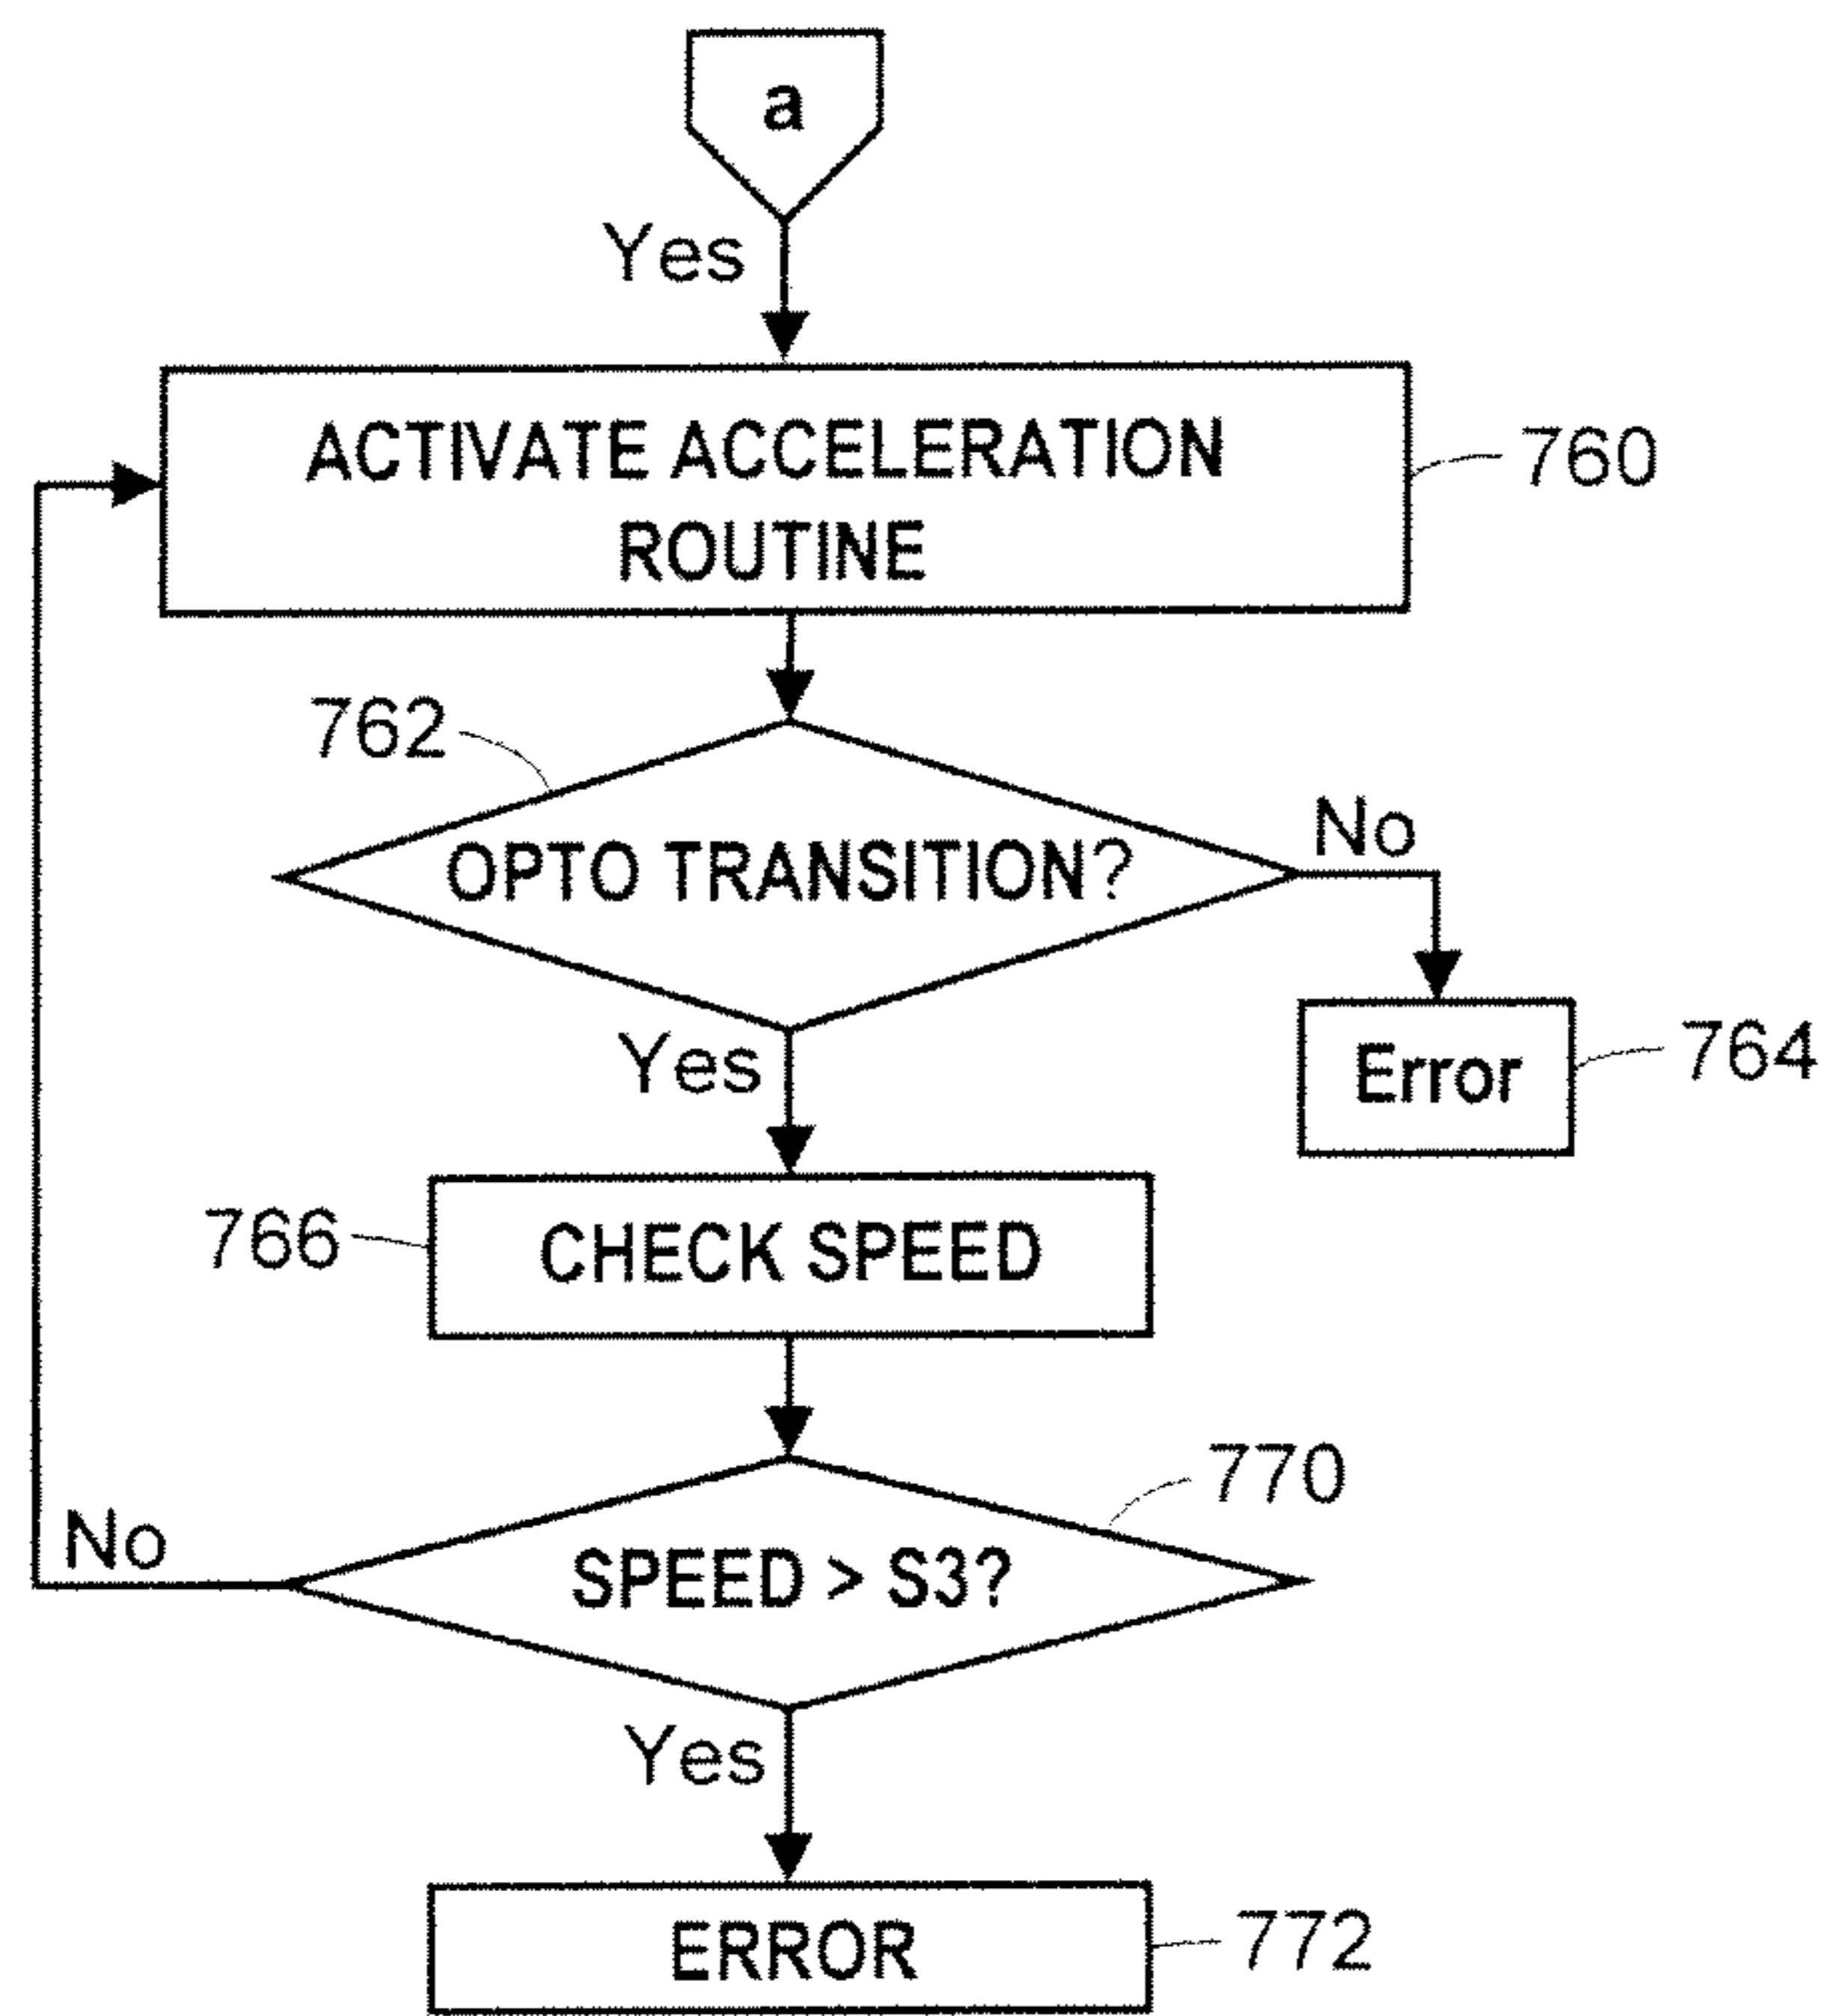 a
Yes
ACTIVATE ACCELERATION
ROUTINE
760
762
OPTO TRANSITION?
No
Yes
Error
764
766
CHECK SPEED
770
No
SPEED > S3?
Yes
ERROR
772